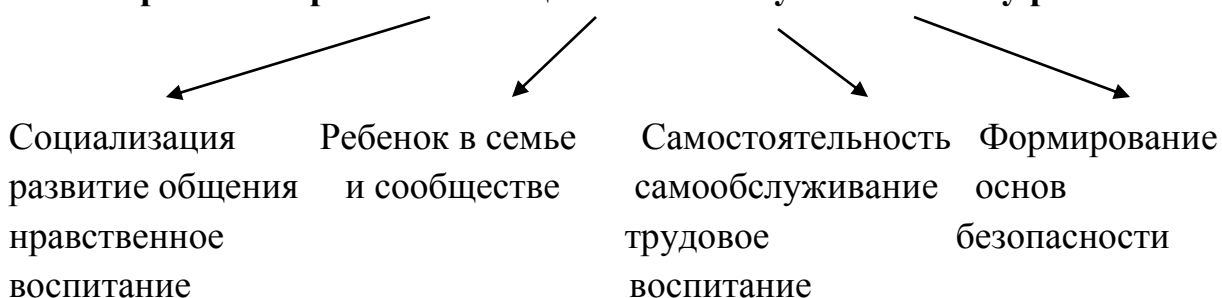 Социализация Ребенок в семье Самостоятельность Формирование
развитие общения и сообществе самообслуживание основ
нравственное трудовое безопасности
воспитание воспитание